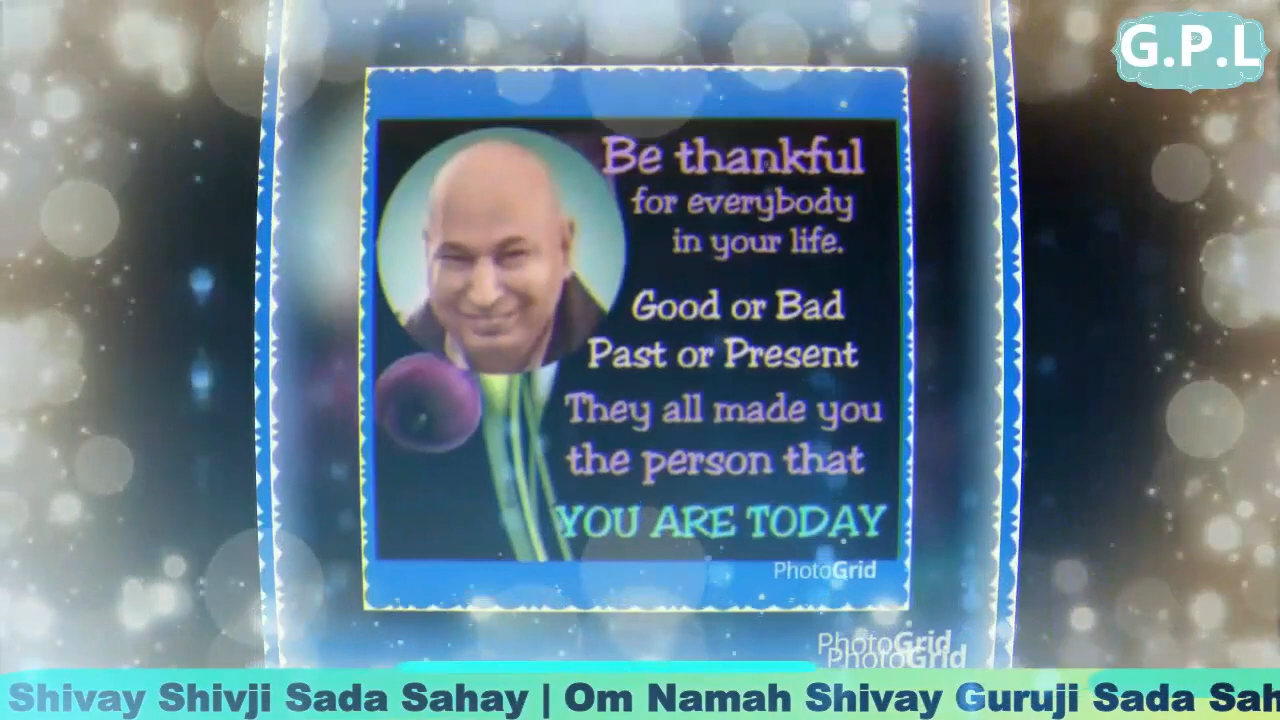 G.P.L
Be thankful
for everybody
in your life.
Good or Bad
Past or Present
They all made you
the person that
YOU ARE TODAY
PhotoGrid
PhotoGrid
PhotoGrid
Shivay Shivji Sada Sahay | Om Namah Shivay Guruji Sada Sah